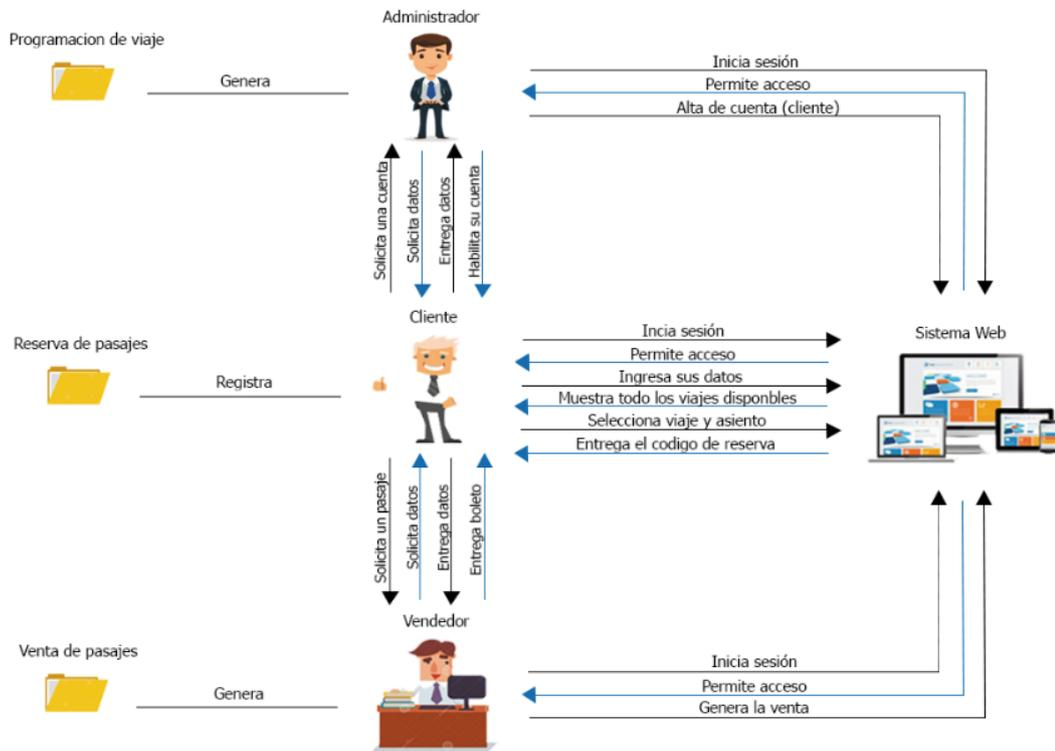 Administrador
Programacion de viaje
Genera
Inicia sesión
Permite acceso
Alta de cuenta (cliente)
Solicita una cuenta
Solicita datos
Entrega datos
Habilita su cuenta
Cliente
Reserva de pasajes
Registra
Incia sesión
Permite acceso
Ingresa sus datos
Muestra todo los viajes disponbles
Selecciona viaje y asiento
Entrega el codigo de reserva
Sistema Web
Solicita un pasaje
Solicita datos
Entrega datos
Entrega boleto
Vendedor
Venta de pasajes
Genera
Inicia sesión
Permite acceso
Genera la venta